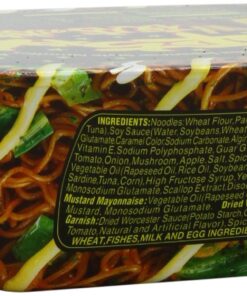 INGREDIENTS:Noodles:Wheat Flour,Pa
Tuna),Soy Sauce(Water,Soybeans,Whea
Glutamate,Caramel Color,Sodium Carbonate,Alg
Vitamin E,Sodium Polyphosphate,Guar G
Tomato,Onion,Mushroom,Apple,Salt,Spic
Vegetable Oil(Rapeseed Oil, Rice Oil,
Sardine,Tuna,Corn),High Fructose Syrup,
Monosodium Glutamate,Scallop Extract,Diso
Mustard Mayonnaise:Vegetable Oil(Rapeseed
Mustard, Monosodium Glutamate. Dried
Garnish:Dried Worcester Sauce(Potato Starch,
Tomato,Natural and Artificial Flavor),Spic
WHEAT,FISHES,MILK AND EGG INGREDIE